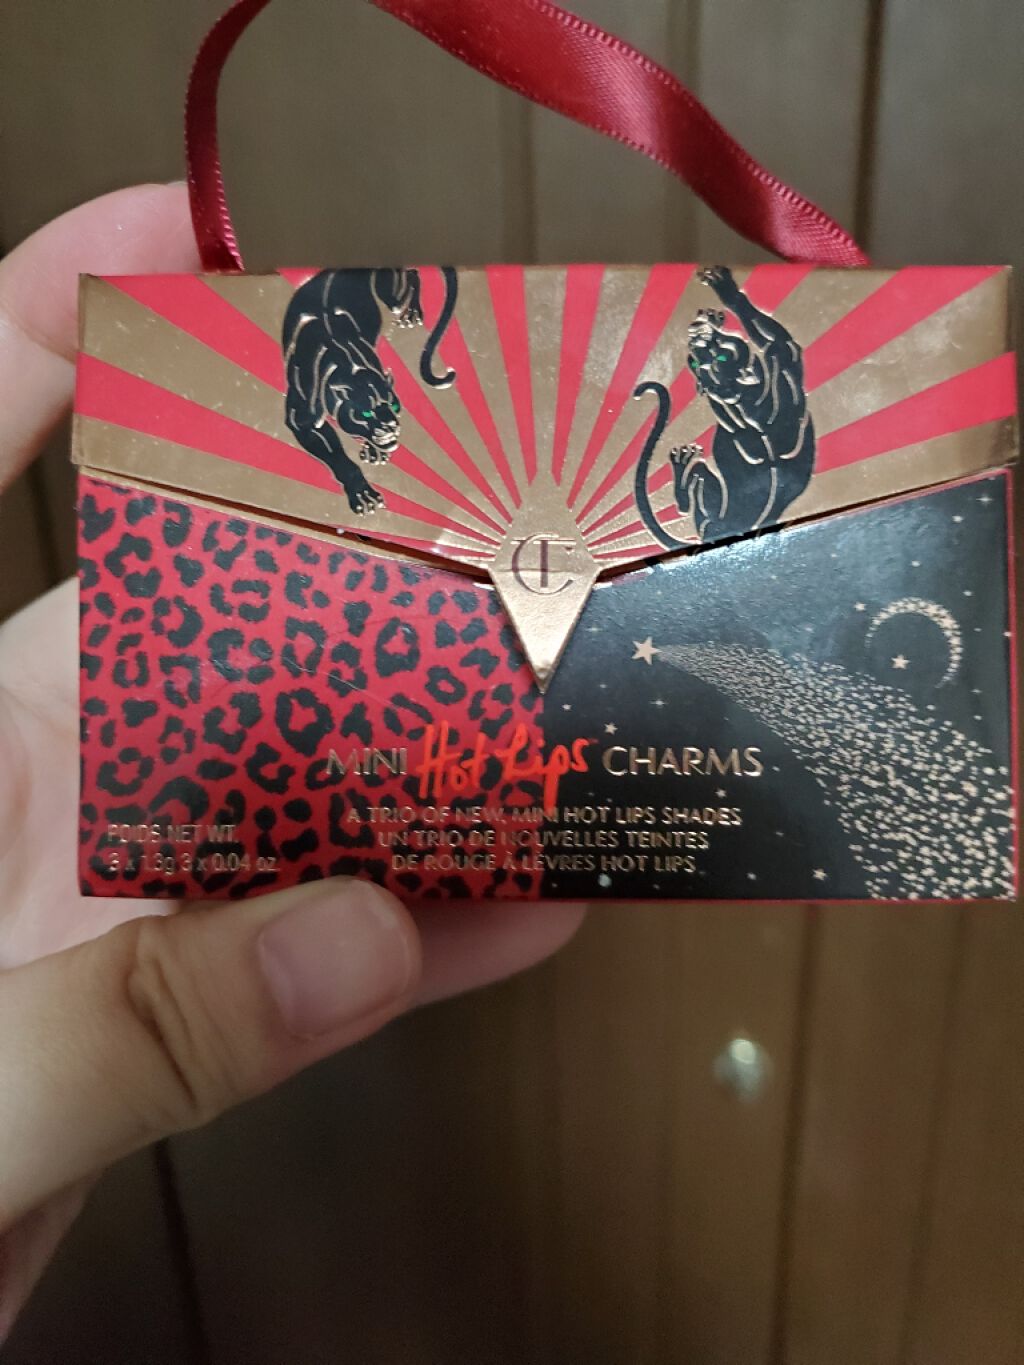 CT
MINI Hot Lips™ CHARMS
A TRIO OF NEW, MINI HOT LIPS SHADES
UN TRIO DE NOUVELLES TEINTES
DE ROUGE À LÈVRES HOT LIPS
POIDS NET WT.
3 x 1.3g 3 x 0.04 oz